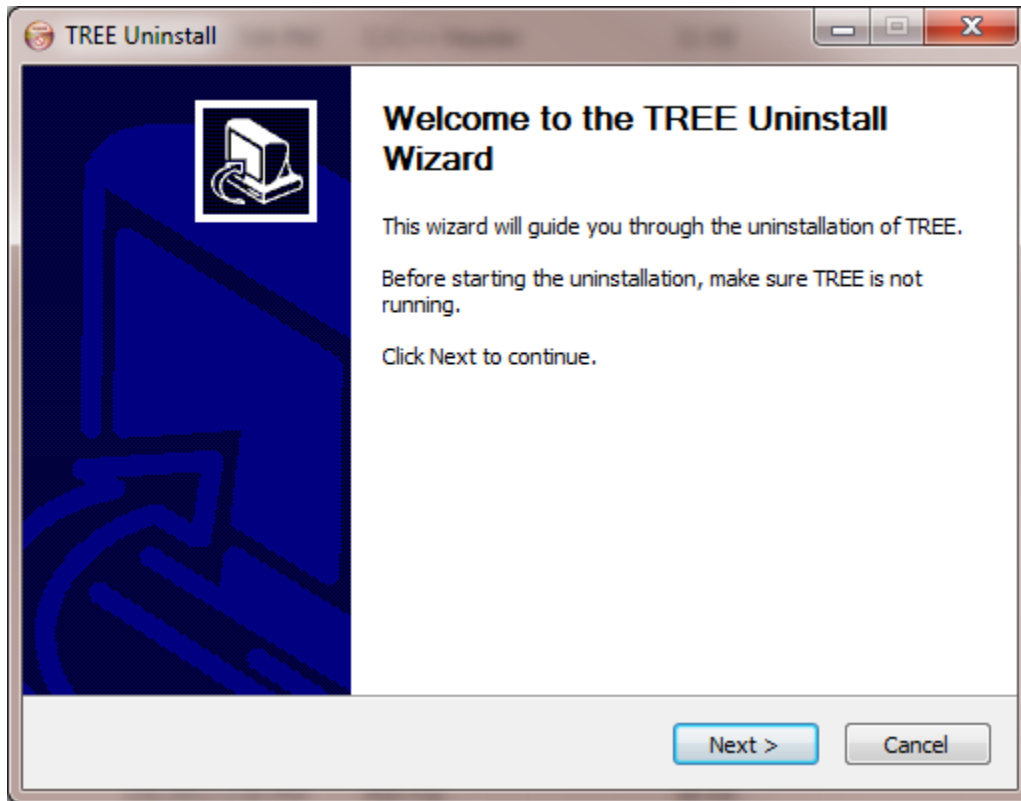 TREE Uninstall
Welcome to the TREE Uninstall
Wizard
This wizard will guide you through the uninstallation of TREE.
Before starting the uninstallation, make sure TREE is not
running.
Click Next to continue.
Next >
Cancel